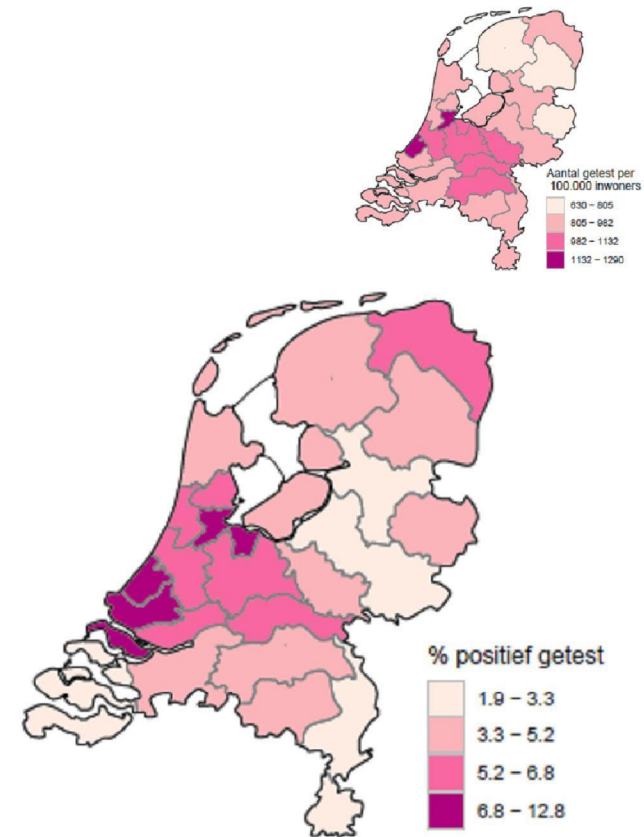 Aantal getest per
100.000 inwoners
630 – 805
805 – 982
982 – 1132
1132 – 1290
% positief getest
1.9 – 3.3
3.3 – 5.2
5.2 – 6.8
6.8 – 12.8